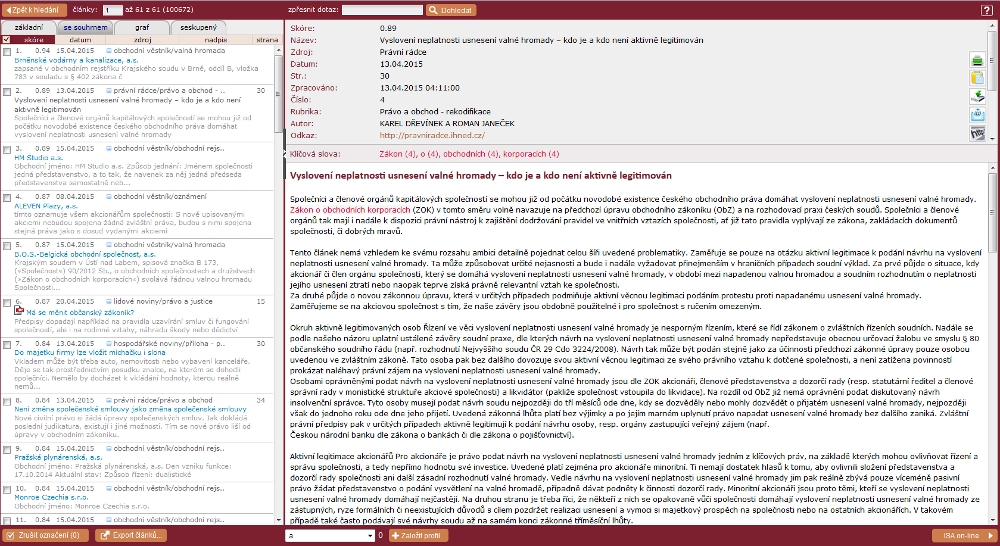 Zpět k hledání články: 1 až 61 z 61 (100672) zpřesnit dotaz: Dohledat ?
základní se souhrnem graf seskupený
skóre datum zdroj nadpis strana
1. 0.94 15.04.2015 obchodní věstník/valná hromada
Brněnské vodárny a kanalizace, a.s.
zapsané v obchodním rejstříku Krajského soudu v Brně, oddíl B, vložka
783 v souladu s § 402 zákona č
2. 0.89 13.04.2015 právní rádce/právo a obchod - .. 30
Vyslovení neplatnosti usnesení valné hromady – kdo je a kdo není
aktivně legitimován
Společníci a členové orgánů kapitálových společností se mohou již od
počátku novodobé existence českého obchodního práva domáhat
vyslovení neplatnosti usnesení valné hromady
3. 0.89 15.04.2015 obchodní věstník/obchodní rejs..
HM Studio a.s.
Obchodní jméno: HM Studio a.s. Způsob jednání: Jménem společnosti
jedná představenstvo, a to tak, že navenek za něj jedná předseda
představenstva samostatně neb...
4. 0.87 08.04.2015 obchodní věstník/oznámení
ALEVEN Plazy, a.s.
tímto oznamuje všem akcionářům společnosti: S nově upisovanými
akciemi nebudou spojena žádná zvláštní práva, budou s nimi spojena
stejná práva jako s dosud vydanými akciemi
5. 0.87 15.04.2015 obchodní věstník/valná hromada
B.O.S.-Belgická obchodní společnost, a.s.
Krajským soudem v Ústí nad Labem, spisová značka B 173,
(»Společnost«) 90/2012 Sb., o obchodních společnostech a družstvech
(»Zákon o obchodních korporacích«) svolává řádnou valnou hromadu
Společnosti...
6. 0.87 20.04.2015 lidové noviny/právo a justice 15
Má se měnit občanský zákoník?
Předpisy dopadají například na pravidla uzavírání smluv či fungování
společností, ale i na rodinné vztahy, náhradu škody nebo dědictví
7. 0.84 13.04.2015 hospodářské noviny/příloha - p.. 30
Do majetku firmy lze vložit míchačku i slona
Vkladem může být třeba auto, nemovitosti nebo vybavení kanceláře.
Děje se tak prostřednictvím posudku znalce, na kterém se dohodli
společníci. Nemělo by docházet k vkládání hodnoty, kterou reálně
nemů...
8. 0.84 13.04.2015 právní rádce/právo a obchod 34
Není změna společenské smlouvy jako změna společenské smlouvy
Nové civilní právo si žádá úpravy společenských smluv. Jak dokládá
poslední judikatura, existují i jiné možnosti. Tím se nové právo liší od
úpravy v obchodním zákoníku.
9. 0.84 15.04.2015 obchodní věstník/obchodní rejs..
Pražská plynárenská, a.s.
Obchodní jméno: Pražská plynárenská, a.s. Den vzniku funkce:
17.10.2014 Aktuální stav: Způsob řízení: dualistické
10. 0.84 15.04.2015 obchodní věstník/obchodní rejs..
Monroe Czechia s.r.o.
Obchodní jméno: Monroe Czechia s.r.o.
11. 0.84 15.04.2015 obchodní věstník/obchodní rejs..
Skóre: 0.89
Název: Vyslovení neplatnosti usnesení valné hromady – kdo je a kdo není aktivně legitimován
Zdroj: Právní rádce
Datum: 13.04.2015
Str.: 30
Zpracováno: 13.04.2015 04:11:00
Číslo: 4
Rubrika: Právo a obchod - rekodifikace
Autor: KAREL DŘEVÍNEK A ROMAN JANEČEK
Odkaz: http://pravniradce.ihned.cz/
http:
Klíčová slova: Zákon (4), o (4), obchodních (4), korporacích (4)
Vyslovení neplatnosti usnesení valné hromady – kdo je a kdo není aktivně legitimován
Společníci a členové orgánů kapitálových společností se mohou již od počátku novodobé existence českého obchodního práva domáhat vyslovení neplatnosti usnesení valné hromady.
Zákon o obchodních korporacích (ZOK) v tomto směru volně navazuje na předchozí úpravu obchodního zákoníku (ObZ) a na rozhodovací praxi českých soudů. Společníci a členové
orgánů tak mají i nadále k dispozici právní nástroj k zajištění dodržování pravidel ve vnitřních vztazích společnosti, ať již tato pravidla vyplývají ze zákona, zakládacích dokumentů
společnosti, či dobrých mravů.
Tento článek nemá vzhledem ke svému rozsahu ambici detailně pojednat celou šíři uvedené problematiky. Zaměřuje se pouze na otázku aktivní legitimace k podání návrhu na vyslovení
neplatnosti usnesení valné hromady. Ta může způsobovat určité nejasnosti a bude i nadále vyžadovat přinejmenším v hraničních případech soudní výklad. Za prvé půjde o situace, kdy
akcionář či člen orgánu společnosti, který se domáhá vyslovení neplatnosti usnesení valné hromady, v období mezi napadenou valnou hromadou a soudním rozhodnutím o neplatnosti
jejího usnesení ztratí nebo naopak teprve získá právně relevantní vztah ke společnosti.
Za druhé půjde o novou zákonnou úpravu, která v určitých případech podmiňuje aktivní věcnou legitimaci podáním protestu proti napadanému usnesení valné hromady.
Zaměřujeme se na akciovou společnost s tím, že naše závěry jsou obdobně použitelné i pro společnost s ručením omezeným.
Okruh aktivně legitimovaných osob Řízení ve věci vyslovení neplatnosti usnesení valné hromady je nesporným řízením, které se řídí zákonem o zvláštních řízeních soudních. Nadále se
podle našeho názoru uplatní ustálené závěry soudní praxe, dle kterých návrh na vyslovení neplatnosti usnesení valné hromady nepředstavuje obecnou určovací žalobu ve smyslu § 80
občanského soudního řádu (např. rozhodnutí Nejvyššího soudu ČR 29 Cdo 3224/2008). Návrh tak může být podán stejně jako za účinnosti předchozí zákonné úpravy pouze osobou
uvedenou ve zvláštním zákoně. Tato osoba pak bez dalšího dovozuje svou aktivní věcnou legitimaci ze svého právního vztahu k dotčené společnosti, a není zatížena povinností
prokázat naléhavý právní zájem na vyslovení neplatnosti usnesení valné hromady.
Osobami oprávněnými podat návrh na vyslovení neplatnosti usnesení valné hromady jsou dle ZOK akcionáři, členové představenstva a dozorčí rady (resp. statutární ředitel a členové
správní rady v monistické struktuře akciové společnosti) a likvidátor (pakliže společnost vstoupila do likvidace). Na rozdíl od ObZ již nemá oprávnění podat diskutovaný návrh
insolvenční správce. Tyto osoby musejí podat návrh soudu nejpozději do tří měsíců ode dne, kdy se dozvěděly nebo mohly dozvědět o přijatém usnesení valné hromady, nejpozději
však do jednoho roku ode dne jeho přijetí. Uvedená zákonná lhůta platí bez výjimky a po jejím marném uplynutí právo napadat usnesení valné hromady bez dalšího zaniká. Zvláštní
právní předpisy pak v určitých případech aktivně legitimují k podání návrhu osoby, resp. orgány zastupující veřejný zájem (např.
Českou národní banku dle zákona o bankách či dle zákona o pojišťovnictví).
Aktivní legitimace akcionářů Pro akcionáře je právo podat návrh na vyslovení neplatnosti usnesení valné hromady jedním z klíčových práv, na základě kterých mohou ovlivňovat řízení a
správu společnosti, a tedy nepřímo hodnotu své investice. Uvedené platí zejména pro akcionáře minoritní. Ti nemají dostatek hlasů k tomu, aby ovlivnili složení představenstva a
dozorčí rady společnosti ani další zásadní rozhodnutí valné hromady. Vedle návrhu na vyslovení neplatnosti usnesení valné hromady jim pak reálně zbývá pouze víceméně pasivní
právo žádat představenstvo o podání vysvětlení na valné hromadě, případně dávat podněty k činnosti dozorčí rady. Minoritní akcionáři jsou proto těmi, kteří se vyslovení neplatnosti
usnesení valné hromady domáhají nejčastěji. Na druhou stranu je třeba říci, že někteří z nich se opakovaně vůči společnosti domáhají vyslovení neplatnosti usnesení valné hromady ze
zástupných, ryze formálních či neexistujících důvodů s cílem pozdržet realizaci usnesení a vymoci si majetkový prospěch na společnosti nebo na ostatních akcionářích. V takovém
případě také často podávají své návrhy soudu až na samém konci zákonné tříměsíční lhůty.
Zrušit označení (0) Export článků... a 0 Založit profil ISA on-line